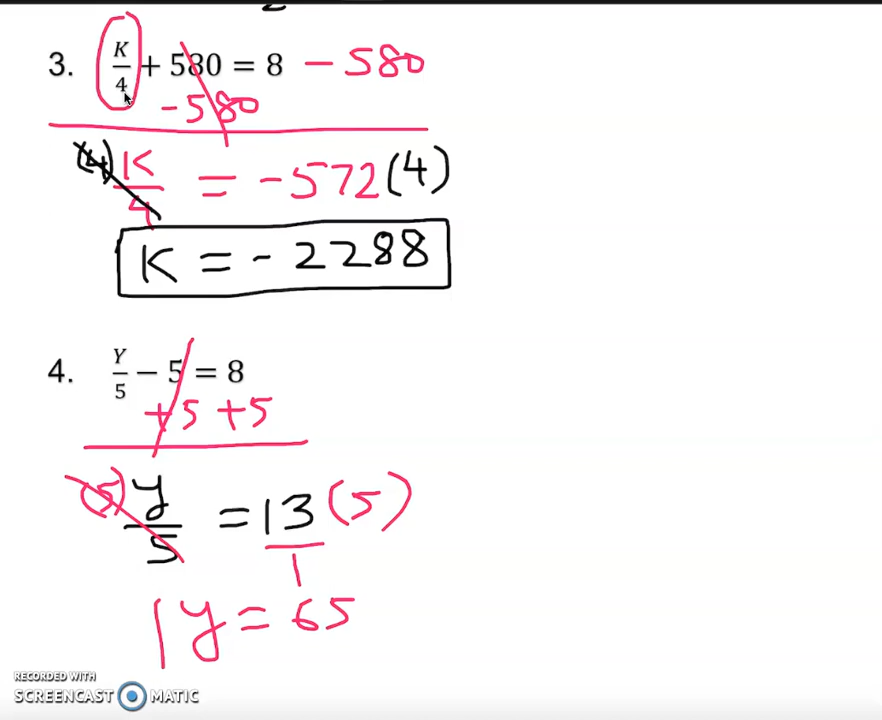 3. K/4 + 580 = 8 - 580
- 580
(4) K/4 = - 572 (4)
K = - 2288
4. Y/5 − 5 = 8
+ 5 + 5
(5) y/5 = 13/1 (5)
1 y = 65
RECORDED WITH
SCREENCAST MATIC